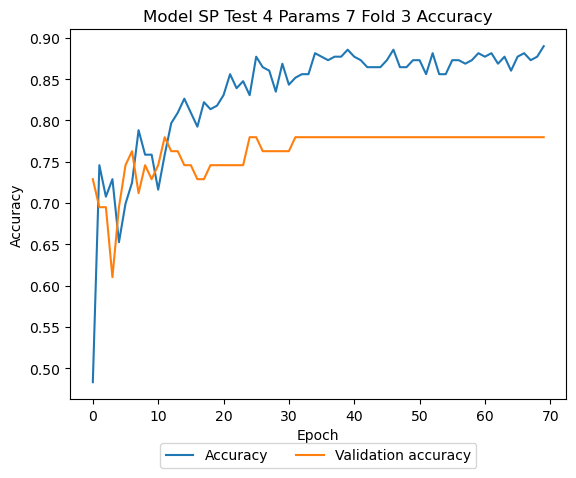 Model SP Test 4 Params 7 Fold 3 Accuracy
0.90
0.85
0.80
0.75
0.70
0.65
0.60
0.55
0.50
Accuracy
0 10 20 30 40 50 60 70
Epoch
Accuracy Validation accuracy